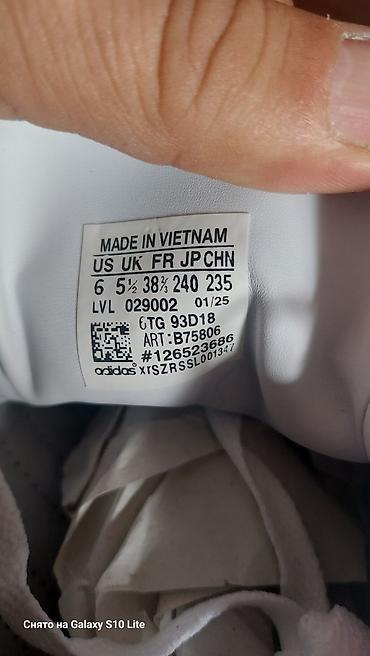 MADE IN VIETNAM
US UK FR JP CHN
6 5½ 38⅔ 240 235
LVL 029002 01/25
6TG 93D18
ART: B75806
#126523686
adidas® XrSZRSSL001347
Снято на Galaxy S10 Lite